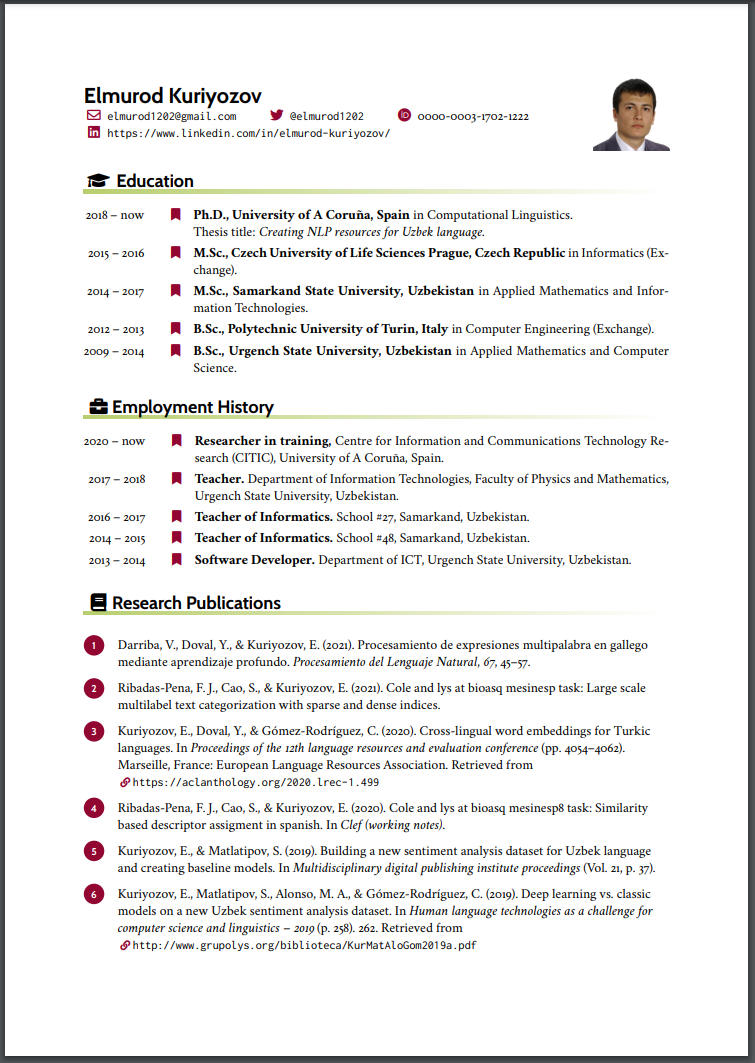 Elmurod Kuriyozov
elmurod1202@gmail.com @elmurod1202 0000-0003-1702-1222
https://www.linkedin.com/in/elmurod-kuriyozov/
Education
2018 – now Ph.D., University of A Coruña, Spain in Computational Linguistics.
Thesis title: Creating NLP resources for Uzbek language.
2015 – 2016 M.Sc., Czech University of Life Sciences Prague, Czech Republic in Informatics (Ex-
change).
2014 – 2017 M.Sc., Samarkand State University, Uzbekistan in Applied Mathematics and Infor-
mation Technologies.
2012 – 2013 B.Sc., Polytechnic University of Turin, Italy in Computer Engineering (Exchange).
2009 – 2014 B.Sc., Urgench State University, Uzbekistan in Applied Mathematics and Computer
Science.
Employment History
2020 – now Researcher in training, Centre for Information and Communications Technology Re-
search (CITIC), University of A Coruña, Spain.
2017 – 2018 Teacher. Department of Information Technologies, Faculty of Physics and Mathematics,
Urgench State University, Uzbekistan.
2016 – 2017 Teacher of Informatics. School #27, Samarkand, Uzbekistan.
2014 – 2015 Teacher of Informatics. School #48, Samarkand, Uzbekistan.
2013 – 2014 Software Developer. Department of ICT, Urgench State University, Uzbekistan.
Research Publications
1 Darriba, V., Doval, Y., & Kuriyozov, E. (2021). Procesamiento de expresiones multipalabra en gallego
mediante aprendizaje profundo. Procesamiento del Lenguaje Natural, 67, 45–57.
2 Ribadas-Pena, F. J., Cao, S., & Kuriyozov, E. (2021). Cole and lys at bioasq mesinesp task: Large scale
multilabel text categorization with sparse and dense indices.
3 Kuriyozov, E., Doval, Y., & Gómez-Rodríguez, C. (2020). Cross-lingual word embeddings for Turkic
languages. In Proceedings of the 12th language resources and evaluation conference (pp. 4054–4062).
Marseille, France: European Language Resources Association. Retrieved from
https://aclanthology.org/2020.lrec-1.499
4 Ribadas-Pena, F. J., Cao, S., & Kuriyozov, E. (2020). Cole and lys at bioasq mesinesp8 task: Similarity
based descriptor assigment in spanish. In Clef (working notes).
5 Kuriyozov, E., & Matlatipov, S. (2019). Building a new sentiment analysis dataset for Uzbek language
and creating baseline models. In Multidisciplinary digital publishing institute proceedings (Vol. 21, p. 37).
6 Kuriyozov, E., Matlatipov, S., Alonso, M. A., & Gómez-Rodríguez, C. (2019). Deep learning vs. classic
models on a new Uzbek sentiment analysis dataset. In Human language technologies as a challenge for
computer science and linguistics – 2019 (p. 258). 262. Retrieved from
http://www.grupolys.org/biblioteca/KurMatAloGom2019a.pdf